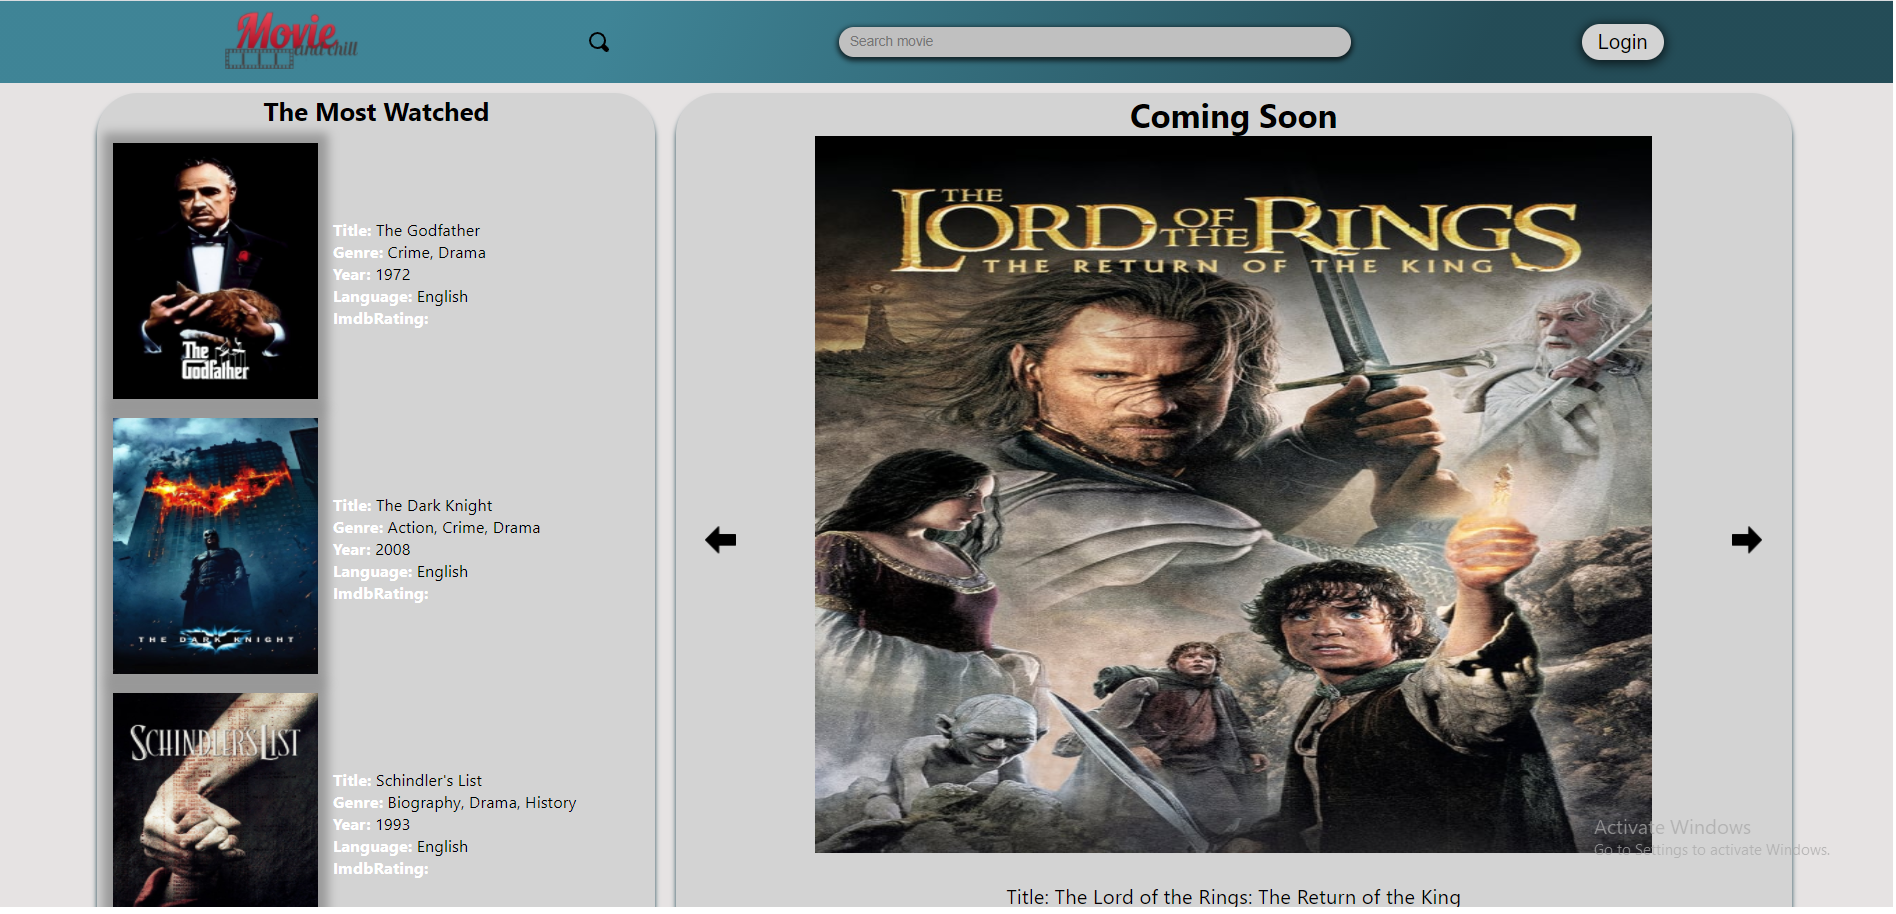 Movie
and chill
Search movie
Login
The Most Watched
The
Godfather
Title: The Godfather
Genre: Crime, Drama
Year: 1972
Language: English
ImdbRating:
THE DARK KNIGHT
Title: The Dark Knight
Genre: Action, Crime, Drama
Year: 2008
Language: English
ImdbRating:
SCHINDLER'S LIST
Title: Schindler's List
Genre: Biography, Drama, History
Year: 1993
Language: English
ImdbRating:
Coming Soon
THE
LORD OF THE RINGS
THE RETURN OF THE KING
Title: The Lord of the Rings: The Return of the King
Activate Windows
Go to Settings to activate Windows.